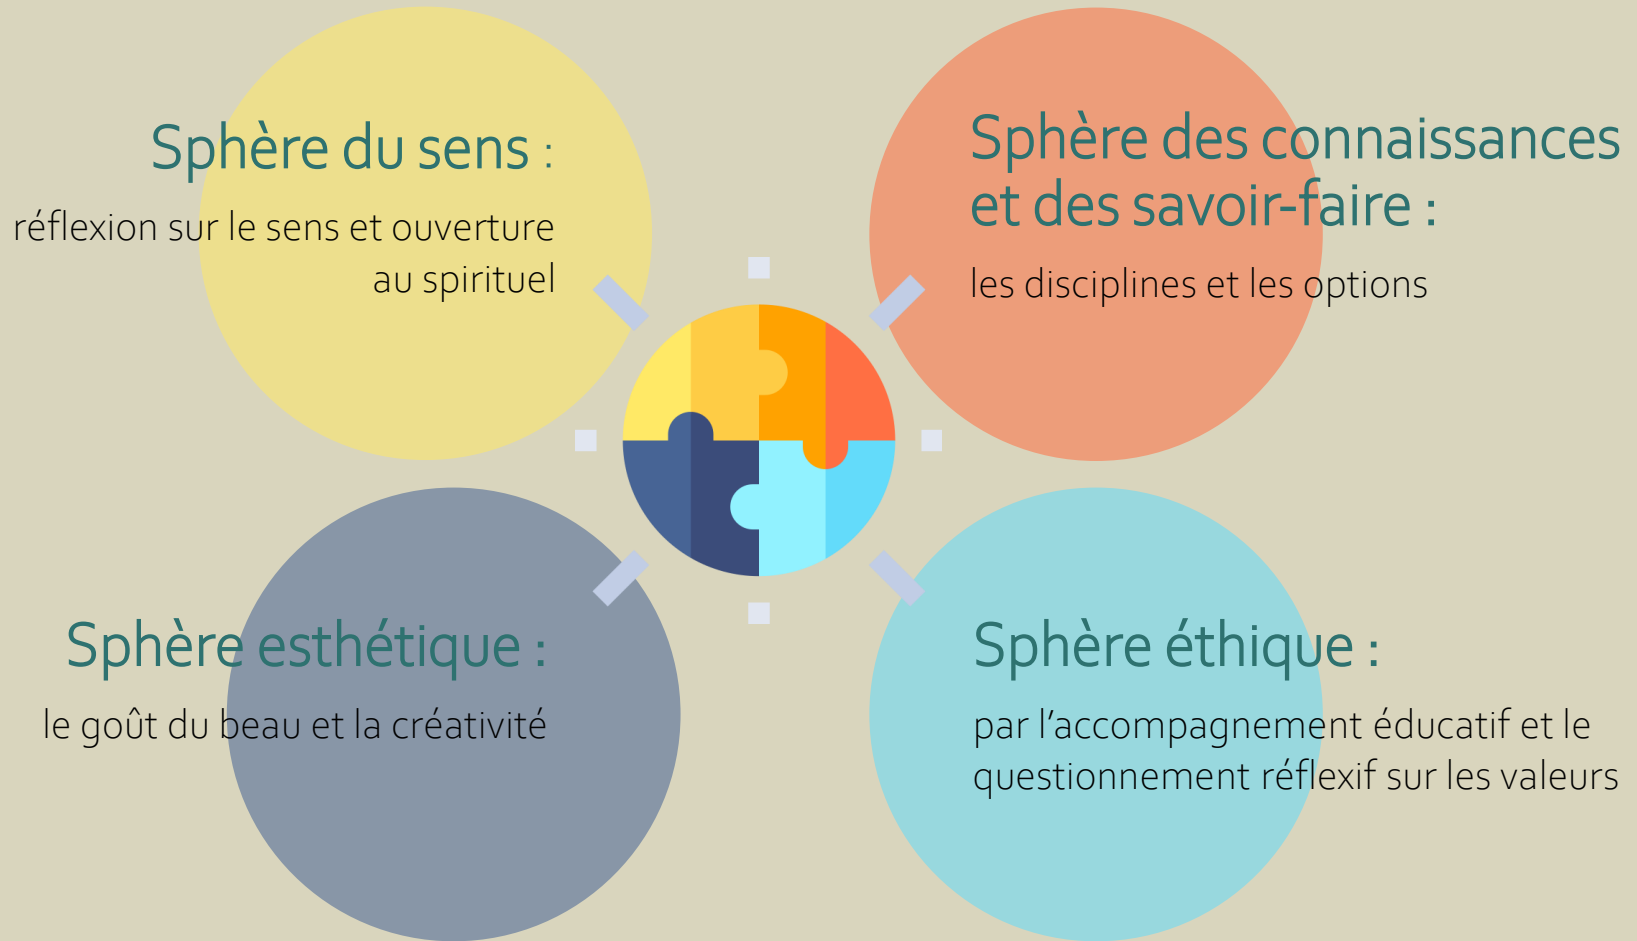 Sphère du sens :
réflexion sur le sens et ouverture
au spirituel
Sphère des connaissances
et des savoir-faire :
les disciplines et les options
Sphère esthétique :
le goût du beau et la créativité
Sphère éthique :
par l’accompagnement éducatif et le
questionnement réflexif sur les valeurs